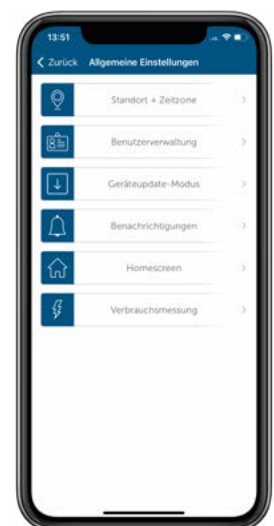 13:51
Zurück Allgemeine Einstellungen
Standort + Zeitzone
Benutzerverwaltung
Geräteupdate-Modus
Benachrichtigungen
Homescreen
Verbrauchsmessung